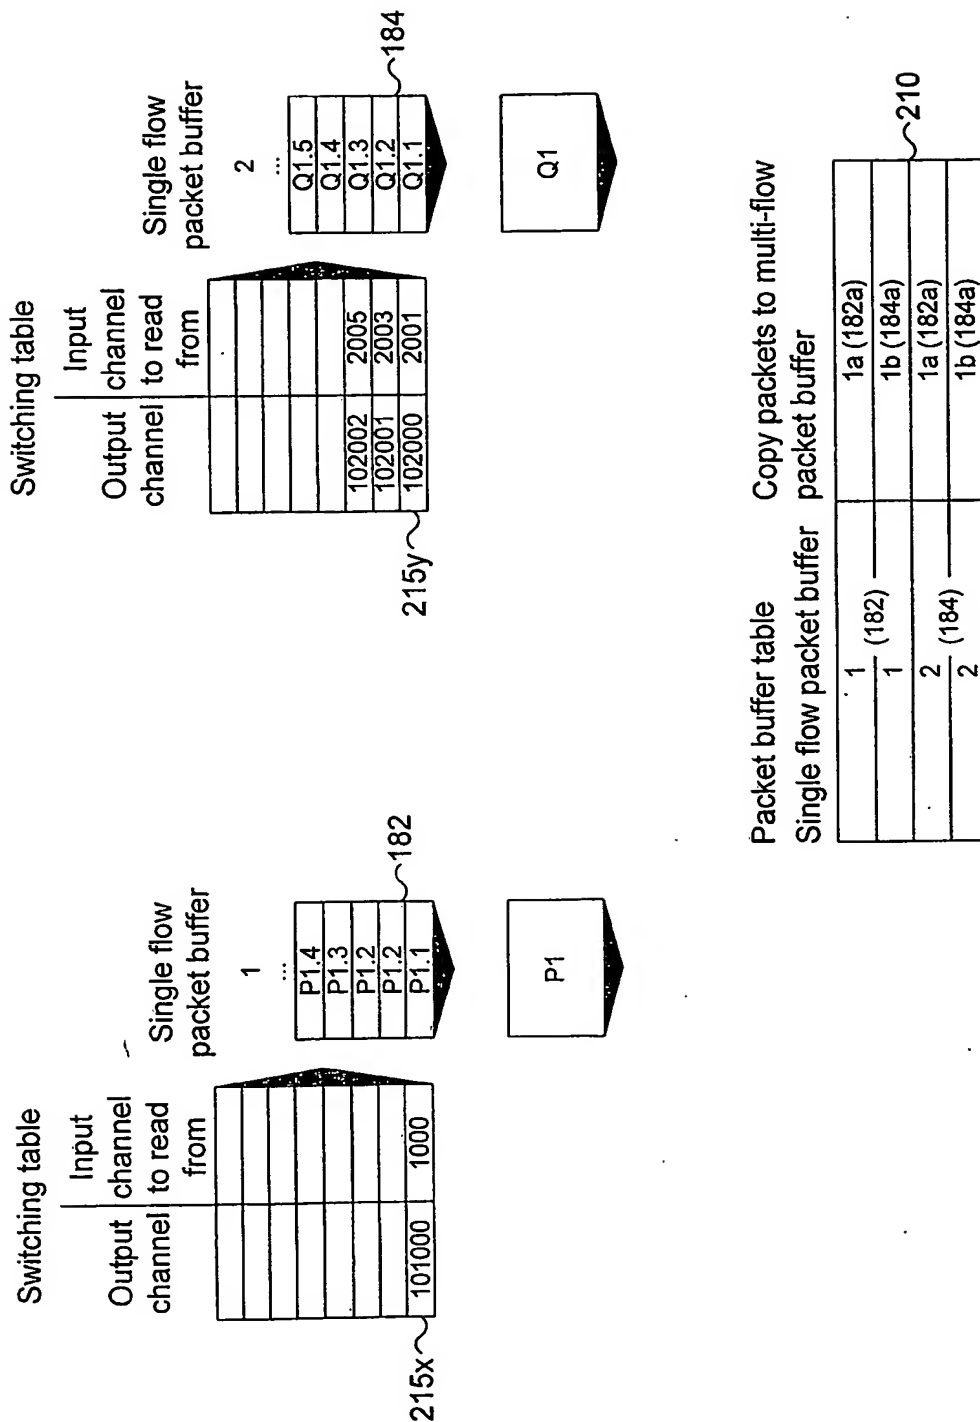 Switching table
Output
channel
Input
channel
to read
from
101000 1000
215x
Single flow
packet buffer
1
...
P1.4
P1.3
P1.2
P1.2
P1.1
182
P1
Switching table
Output
channel
Input
channel
to read
from
102002 2005
102001 2003
102000 2001
215y
Single flow
packet buffer
2
...
Q1.5
Q1.4
Q1.3
Q1.2
Q1.1
184
Q1
Packet buffer table
Single flow packet buffer
Copy packets to multi-flow
packet buffer
1 1a (182a)
(182)
1 1b (184a)
2 1a (182a)
(184)
2 1b (184a)
210